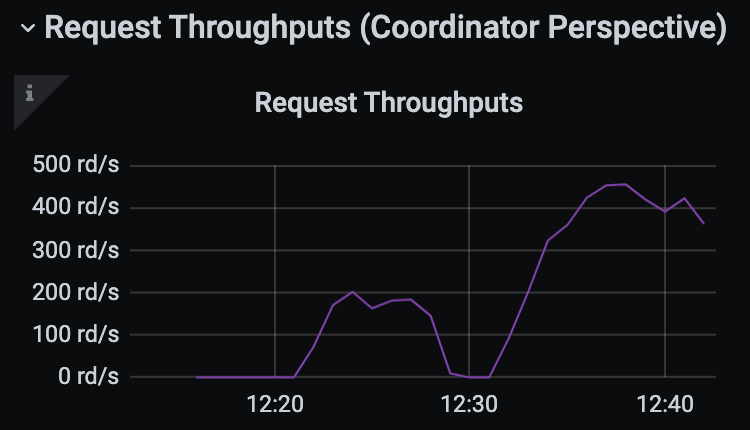 Request Throughputs (Coordinator Perspective)
i
Request Throughputs
500 rd/s
400 rd/s
300 rd/s
200 rd/s
100 rd/s
0 rd/s
12:20 12:30 12:40